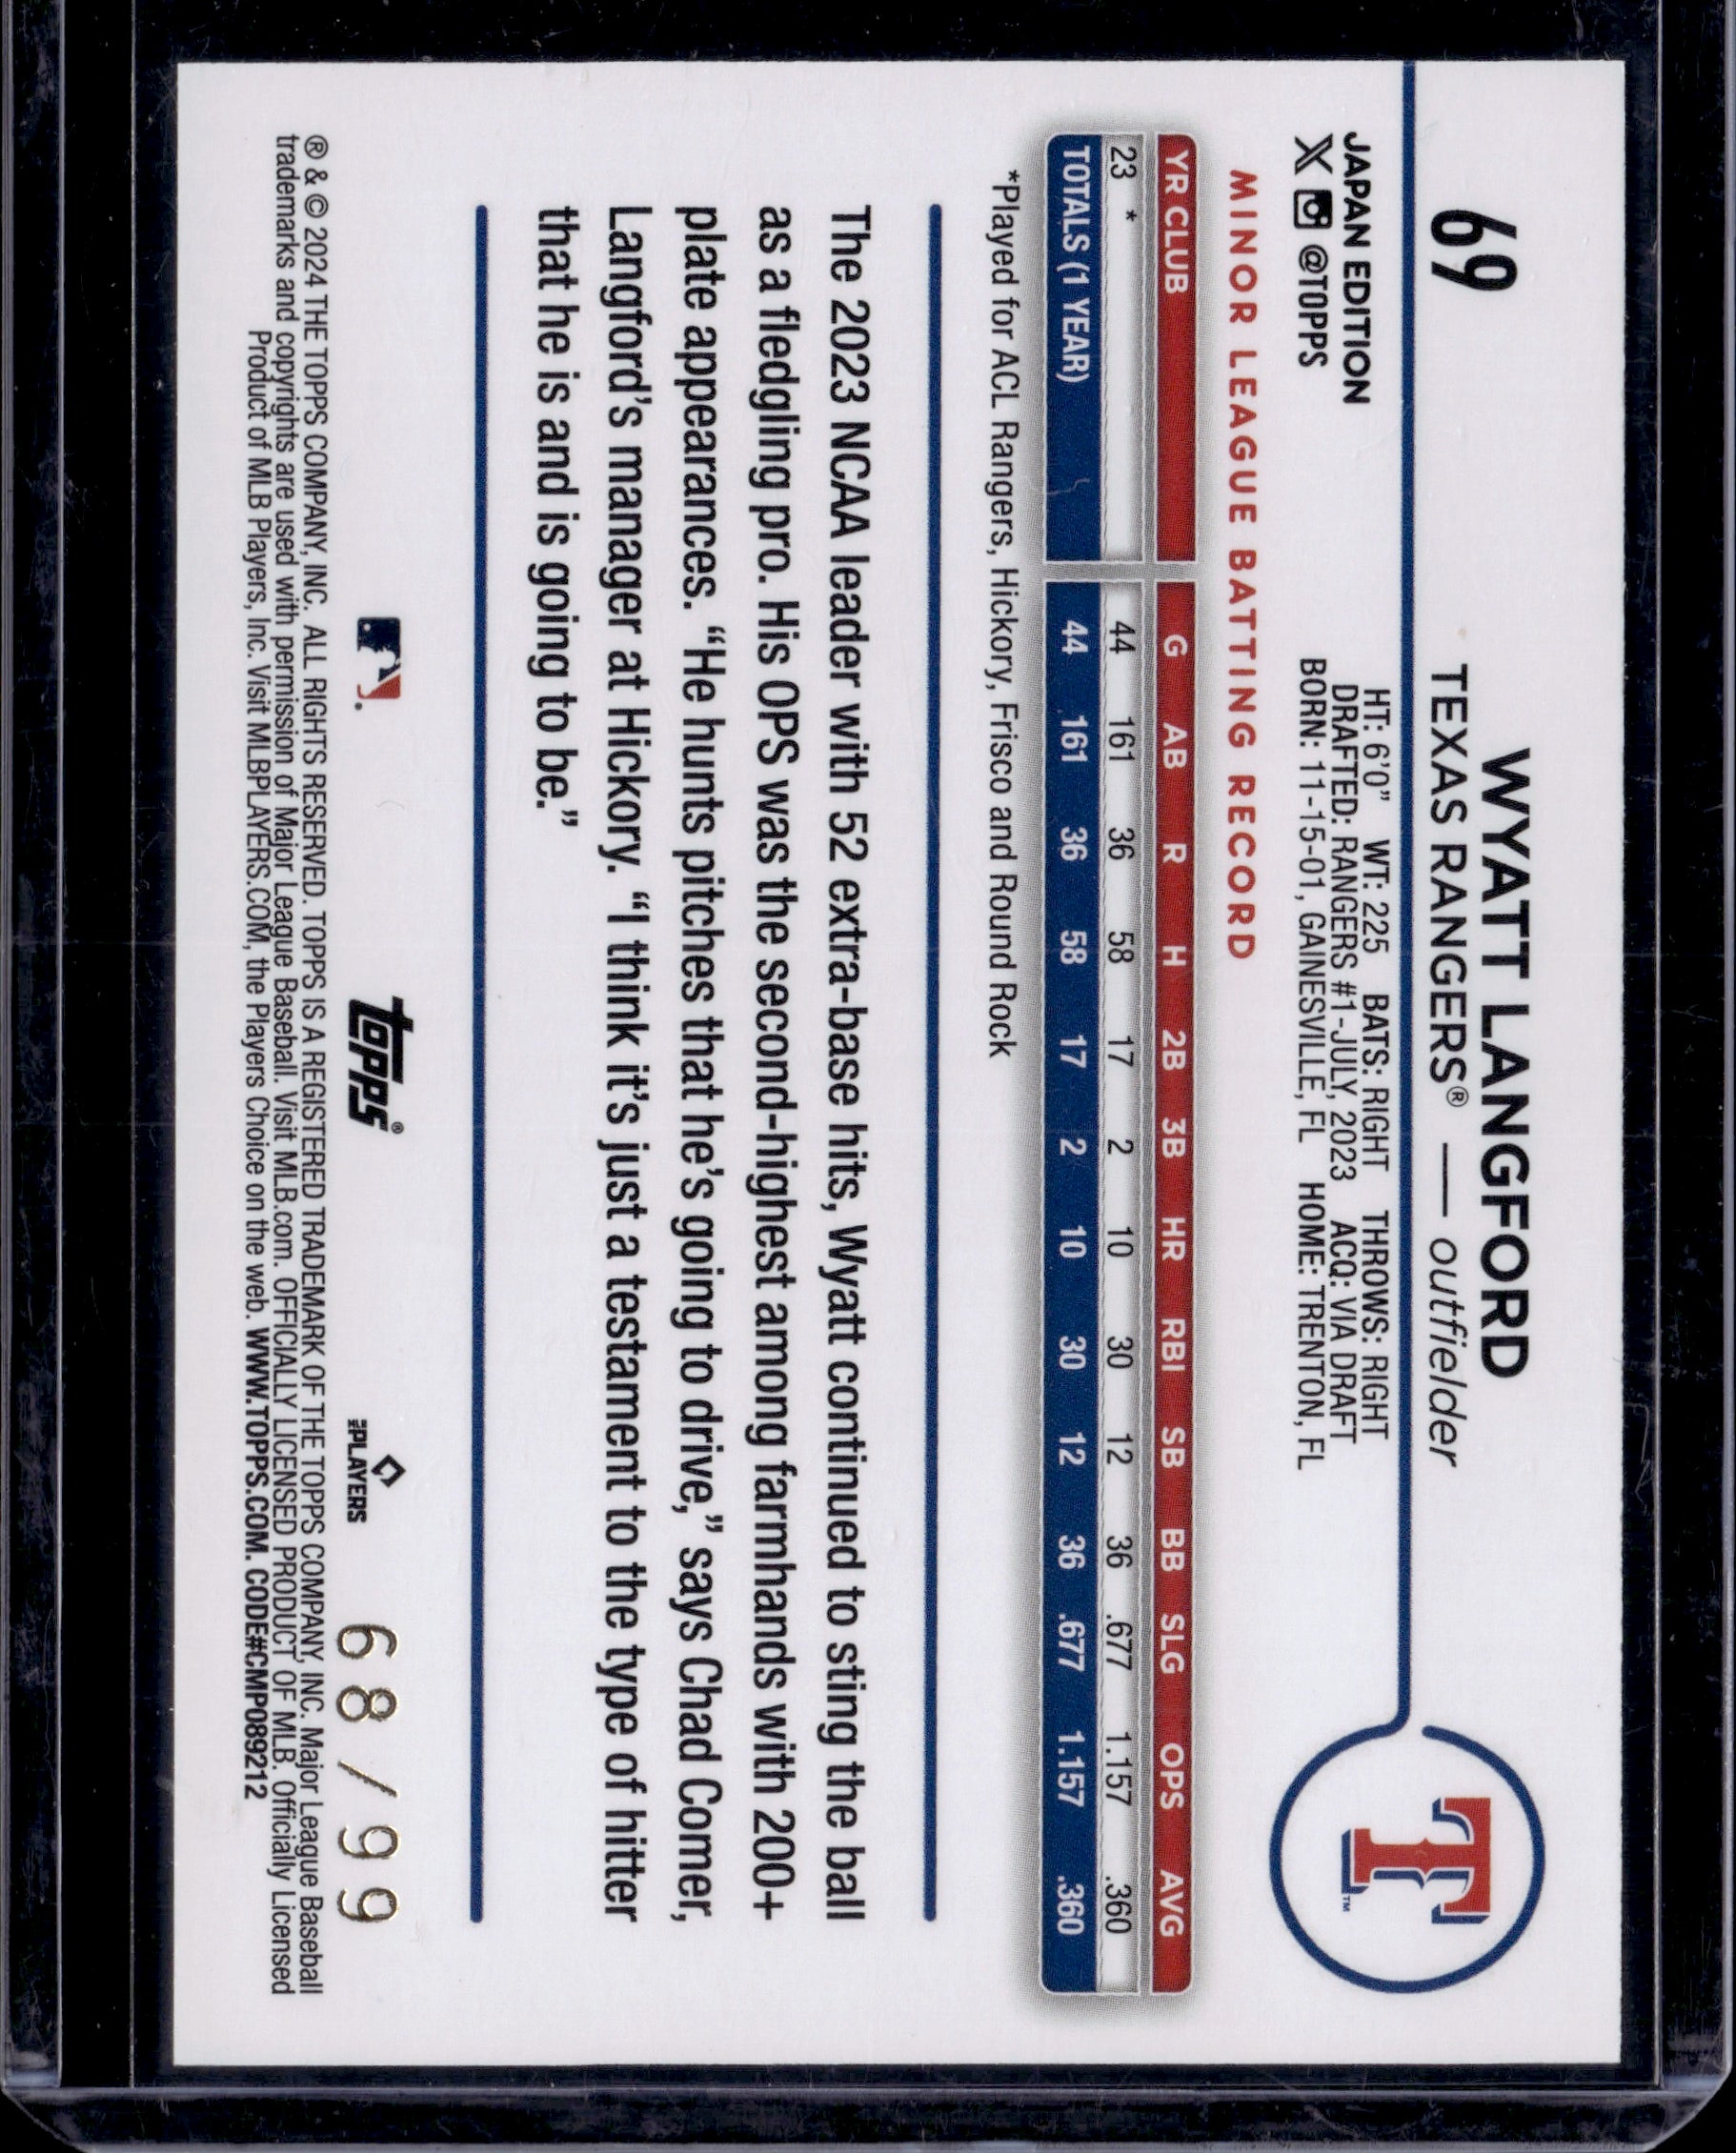 69
WYATT LANGFORD
TEXAS RANGERS® — outfielder
JAPAN EDITION
X @TOPPS
HT: 6'0" WT: 225 BATS: RIGHT THROWS: RIGHT
DRAFTED: RANGERS #1-JULY, 2023 ACQ: VIA DRAFT
BORN: 11-15-01, GAINESVILLE, FL HOME: TRENTON, FL
T™
MINOR LEAGUE BATTING RECORD
YR CLUB G AB R H 2B 3B HR RBI SB BB SLG OPS AVG
23 * 44 161 36 58 17 2 10 30 12 36 .677 1.157 .360
TOTALS (1 YEAR) 44 161 36 58 17 2 10 30 12 36 .677 1.157 .360
*Played for ACL Rangers, Hickory, Frisco and Round Rock
The 2023 NCAA leader with 52 extra-base hits, Wyatt continued to sting the ball
as a fledgling pro. His OPS was the second-highest among farmhands with 200+
plate appearances. “He hunts pitches that he’s going to drive,” says Chad Comer,
Langford’s manager at Hickory. “I think it’s just a testament to the type of hitter
that he is and is going to be.”
topps®
THE PLAYERS
68/99
® & © 2024 THE TOPPS COMPANY, INC. ALL RIGHTS RESERVED. TOPPS IS A REGISTERED TRADEMARK OF THE TOPPS COMPANY, INC. Major League Baseball
trademarks and copyrights are used with permission of Major League Baseball. Visit MLB.com. OFFICIALLY LICENSED PRODUCT OF MLB. Officially Licensed
Product of MLB Players, Inc. Visit MLBPLAYERS.COM, the Players Choice on the web. WWW.TOPPS.COM. CODE#CMP089212